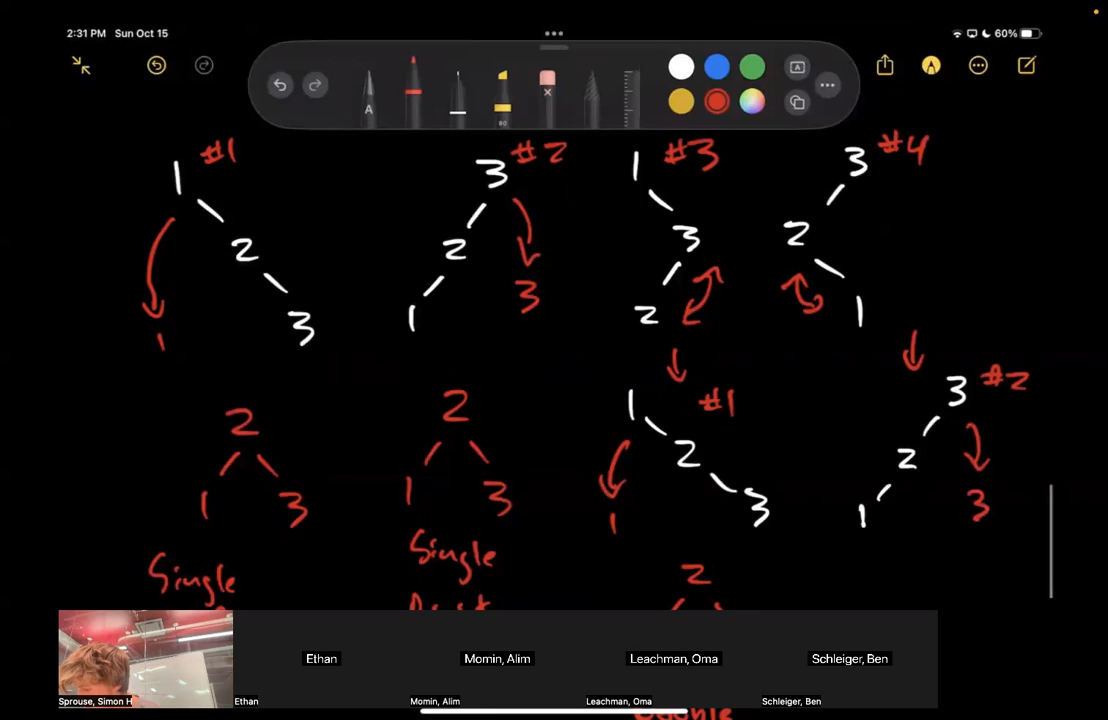 2:31 PM Sun Oct 15
60%
A
80
A
1 #1
2
3
1
3 #2
2
1
3
1 #3
3
2
3 #4
2
1
2
1 3
Single
2
1 3
Single
1 #1
2
3
1
2
3 #2
2
1
3
Ethan
Momin, Alim
Leachman, Oma
Schleiger, Ben
Sprouse, Simon H
Ethan
Momin, Alim
Leachman, Oma
Schleiger, Ben